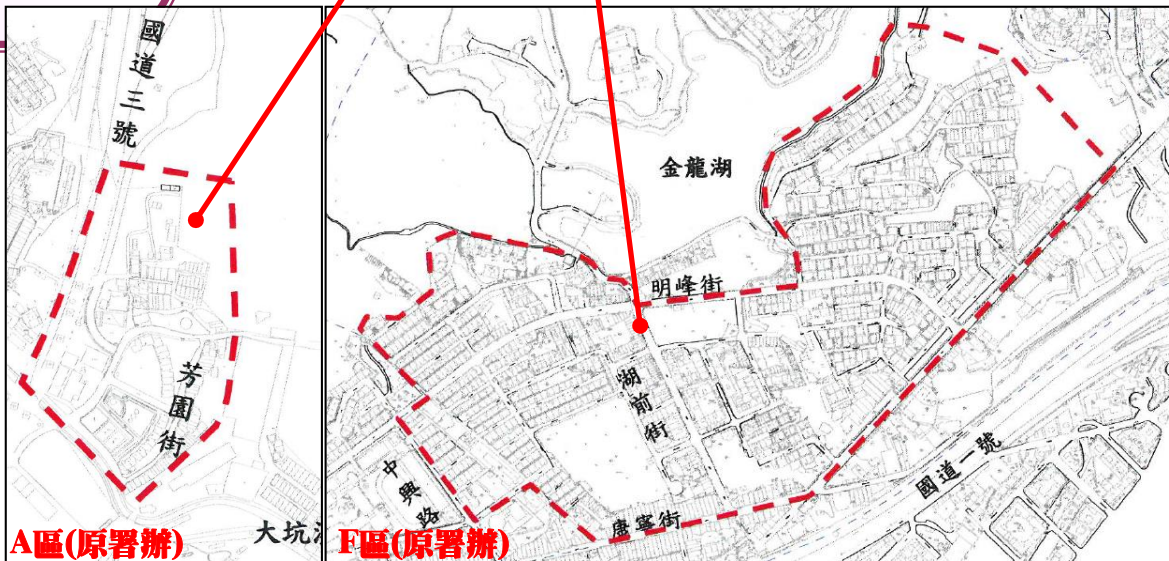 國道三號
芳園街
大坑
A區(原署辦)
金龍湖
明峰街
湖前街
中興路
康寧街
國道一號
F區(原署辦)